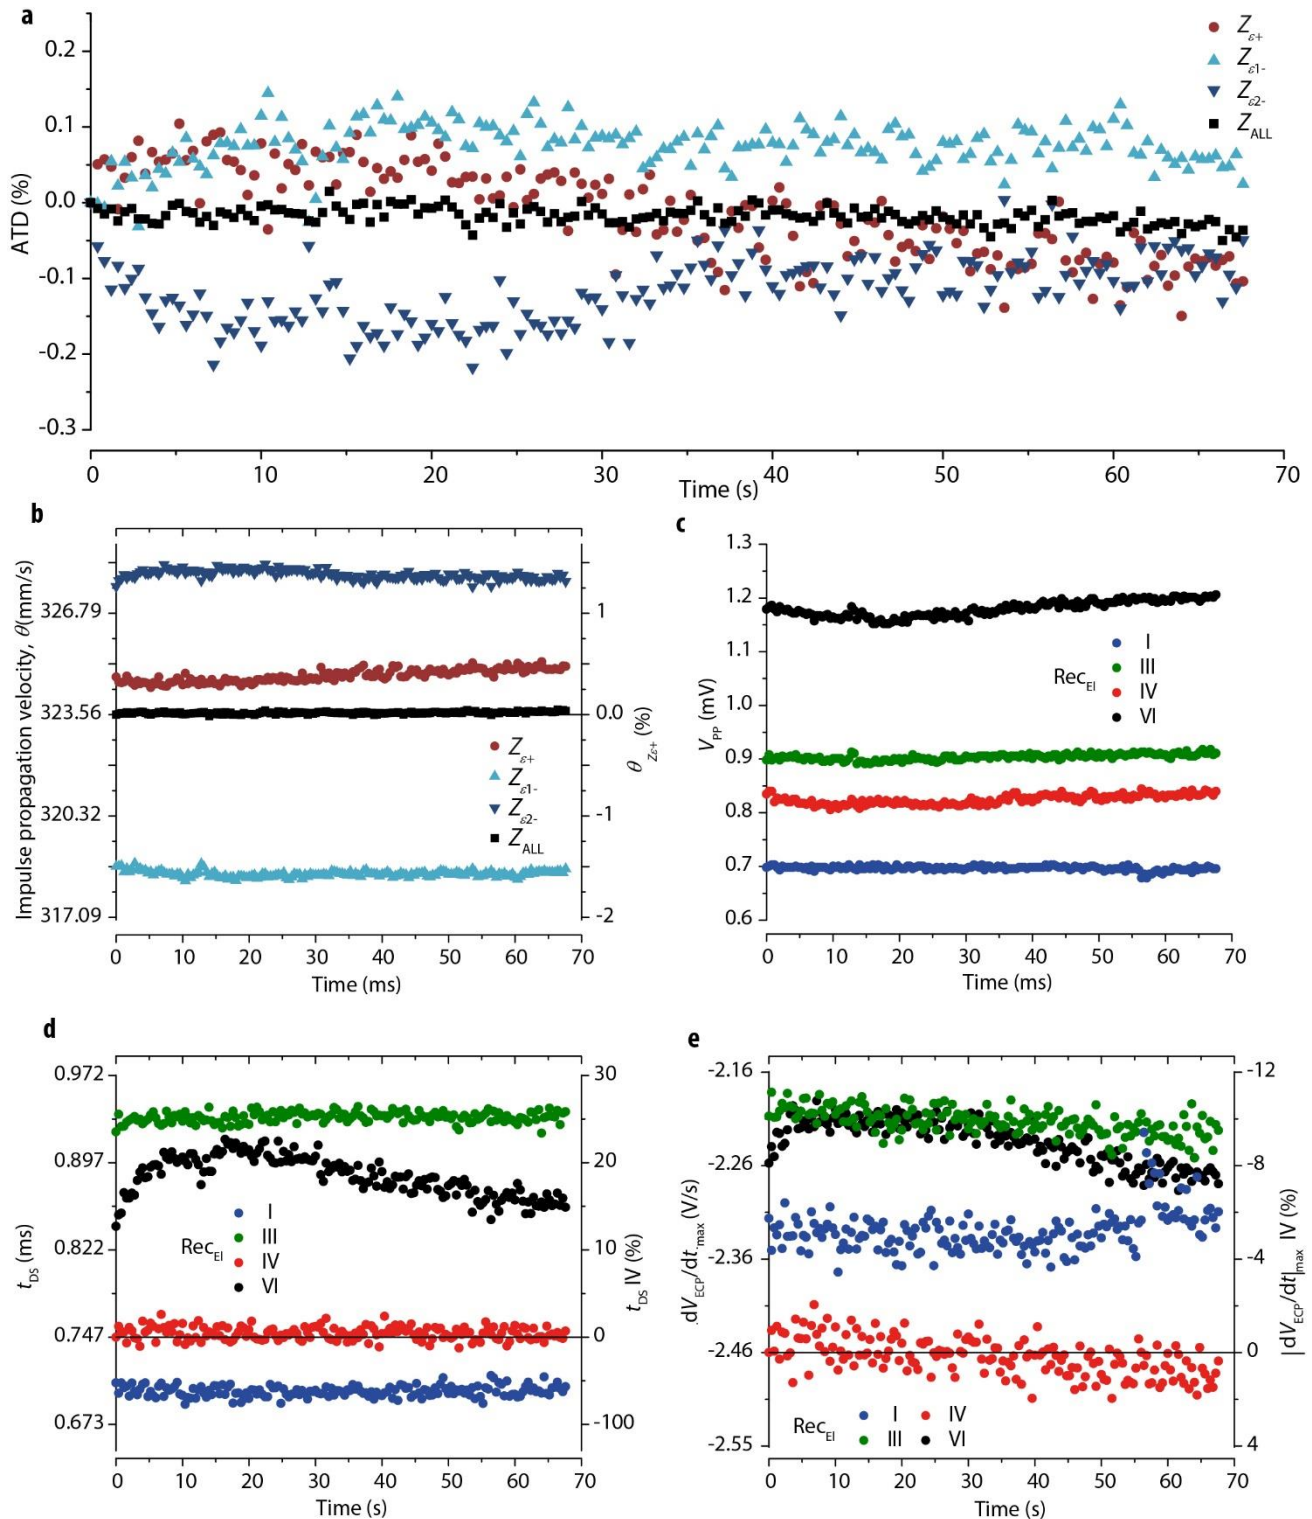 a
0.2
0.1
0.0
-0.1
-0.2
-0.3
ATD (%)
Zε+
Zε1-
Zε2-
ZALL
0 10 20 30 40 50 60 70
Time (s)
b
Impulse propagation velocity, θ(mm/s)
326.79
323.56
320.32
317.09
1
0.0
-1
-2
θ Zε+ (%)
Zε+
Zε1-
Zε2-
ZALL
0 10 20 30 40 50 60 70
Time (ms)
c
1.3
1.2
1.1
1.0
0.9
0.8
0.7
0.6
VPP (mV)
RecEl
I
III
IV
VI
0 10 20 30 40 50 60 70
Time (ms)
d
0.972
0.897
0.822
0.747
0.673
tDS (ms)
30
20
10
0
-100
tDS IV (%)
RecEl
I
III
IV
VI
0 10 20 30 40 50 60 70
Time (s)
e
-2.16
-2.26
-2.36
-2.46
-2.55
.dVECP/dtmax (V/s)
-12
-8
-4
0
4
|dVECP/dt|max IV (%)
RecEl
I IV
III VI
0 10 20 30 40 50 60 70
Time (s)